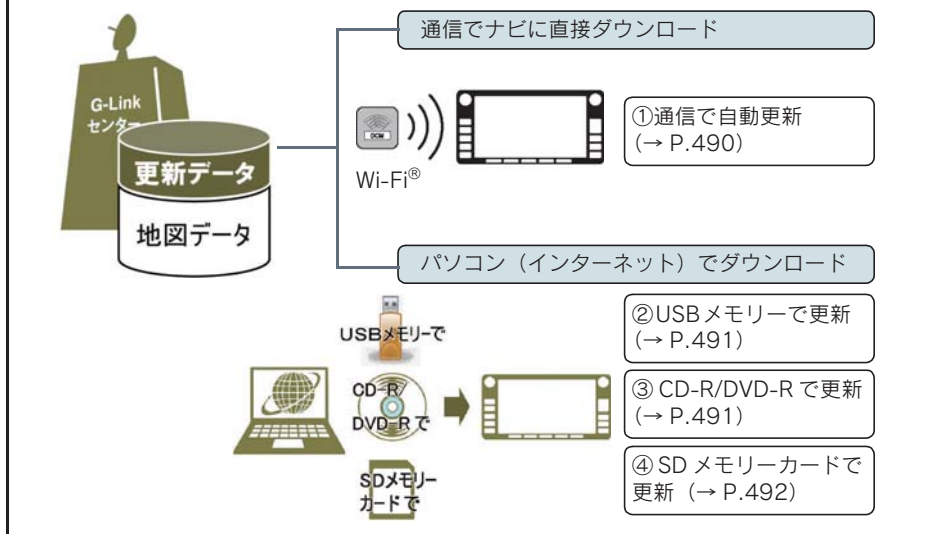 通信でナビに直接ダウンロード
G-Link
センター
更新データ
地図データ
DCM
Wi-Fi®
①通信で自動更新
(→ P.490)
パソコン（インターネット）でダウンロード
USBメモリーで
②USBメモリーで更新
(→ P.491)
CD-R/
DVD-Rで
③ CD-R/DVD-R で更新
(→ P.491)
SDメモリー
カードで
④ SD メモリーカードで
更新（→ P.492）